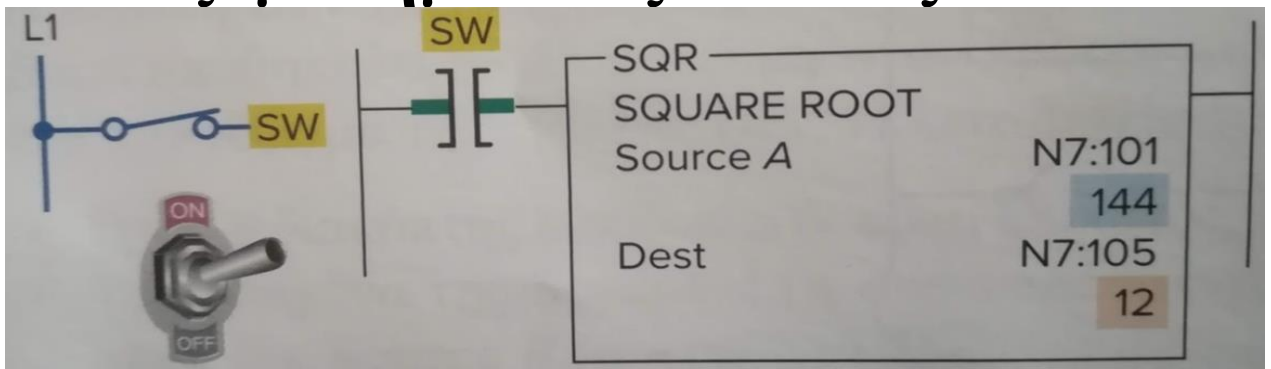 L1
SW
SW
ON
OFF
SQR
SQUARE ROOT
Source A N7:101
144
Dest N7:105
12